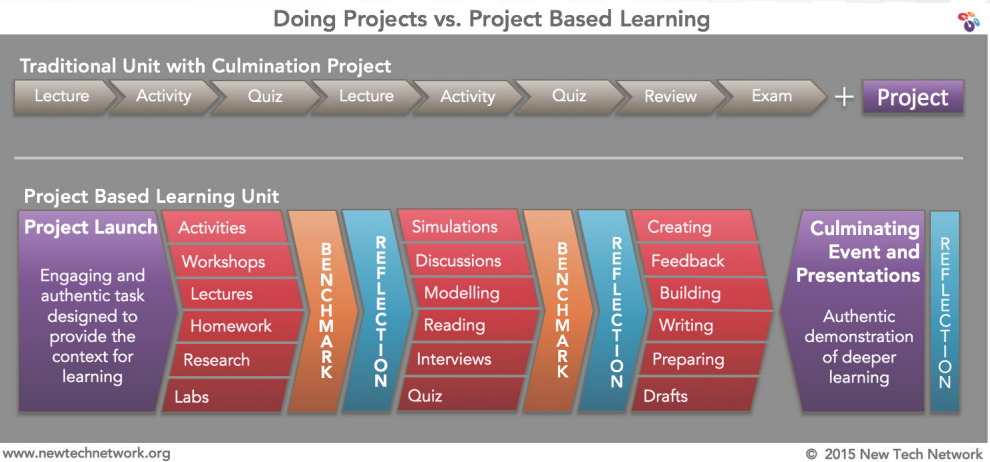 Doing Projects vs. Project Based Learning
Traditional Unit with Culmination Project
Lecture Activity Quiz Lecture Activity Quiz Review Exam + Project
Project Based Learning Unit
Project Launch
Engaging and
authentic task
designed to
provide the
context for
learning
Activities
Workshops
Lectures
Homework
Research
Labs
BENCHMARK
REFLECTION
Simulations
Discussions
Modelling
Reading
Interviews
Quiz
BENCHMARK
REFLECTION
Creating
Feedback
Building
Writing
Preparing
Drafts
Culminating
Event and
Presentations
Authentic
demonstration
of deeper
learning
REFLECTION
www.newtechnetwork.org
© 2015 New Tech Network